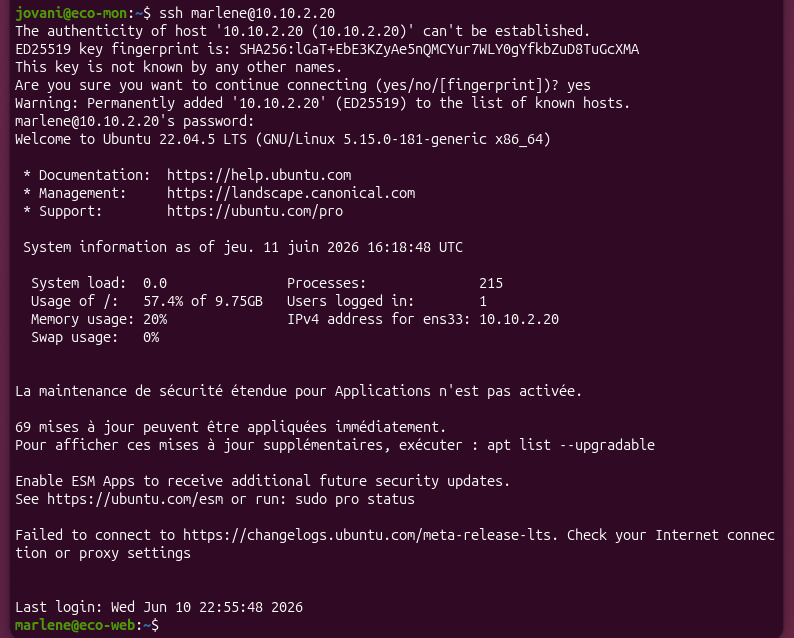 jovani@eco-mon:~$ ssh marlene@10.10.2.20
The authenticity of host '10.10.2.20 (10.10.2.20)' can't be established.
ED25519 key fingerprint is: SHA256:lGaT+EbE3KZyAe5nQMCYur7WLY0gYfkbZuD8TuGcXMA
This key is not known by any other names.
Are you sure you want to continue connecting (yes/no/[fingerprint])? yes
Warning: Permanently added '10.10.2.20' (ED25519) to the list of known hosts.
marlene@10.10.2.20's password:
Welcome to Ubuntu 22.04.5 LTS (GNU/Linux 5.15.0-181-generic x86_64)
 * Documentation:  https://help.ubuntu.com
 * Management:     https://landscape.canonical.com
 * Support:        https://ubuntu.com/pro
 System information as of jeu. 11 juin 2026 16:18:48 UTC
  System load:  0.0               Processes:              215
  Usage of /:   57.4% of 9.75GB   Users logged in:        1
  Memory usage: 20%               IPv4 address for ens33: 10.10.2.20
  Swap usage:   0%
La maintenance de sécurité étendue pour Applications n'est pas activée.
69 mises à jour peuvent être appliquées immédiatement.
Pour afficher ces mises à jour supplémentaires, exécuter : apt list --upgradable
Enable ESM Apps to receive additional future security updates.
See https://ubuntu.com/esm or run: sudo pro status
Failed to connect to https://changelogs.ubuntu.com/meta-release-lts. Check your Internet connec
tion or proxy settings
Last login: Wed Jun 10 22:55:48 2026
marlene@eco-web:~$